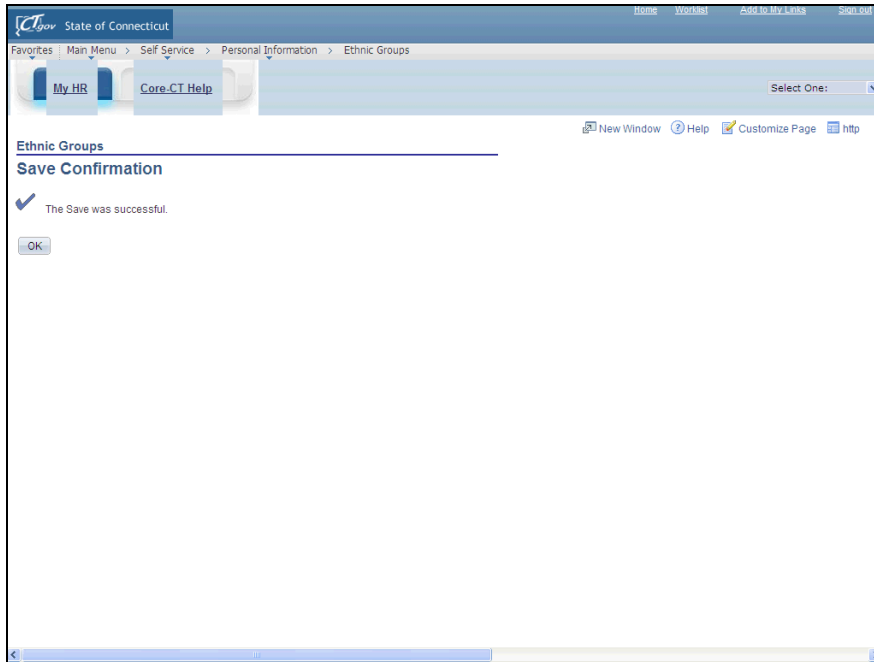 Home Worklist Add to My Links Sign out
CT.gov State of Connecticut
Favorites Main Menu > Self Service > Personal Information > Ethnic Groups
My HR Core-CT Help Select One:
New Window Help Customize Page http
Ethnic Groups
Save Confirmation
The Save was successful.
OK